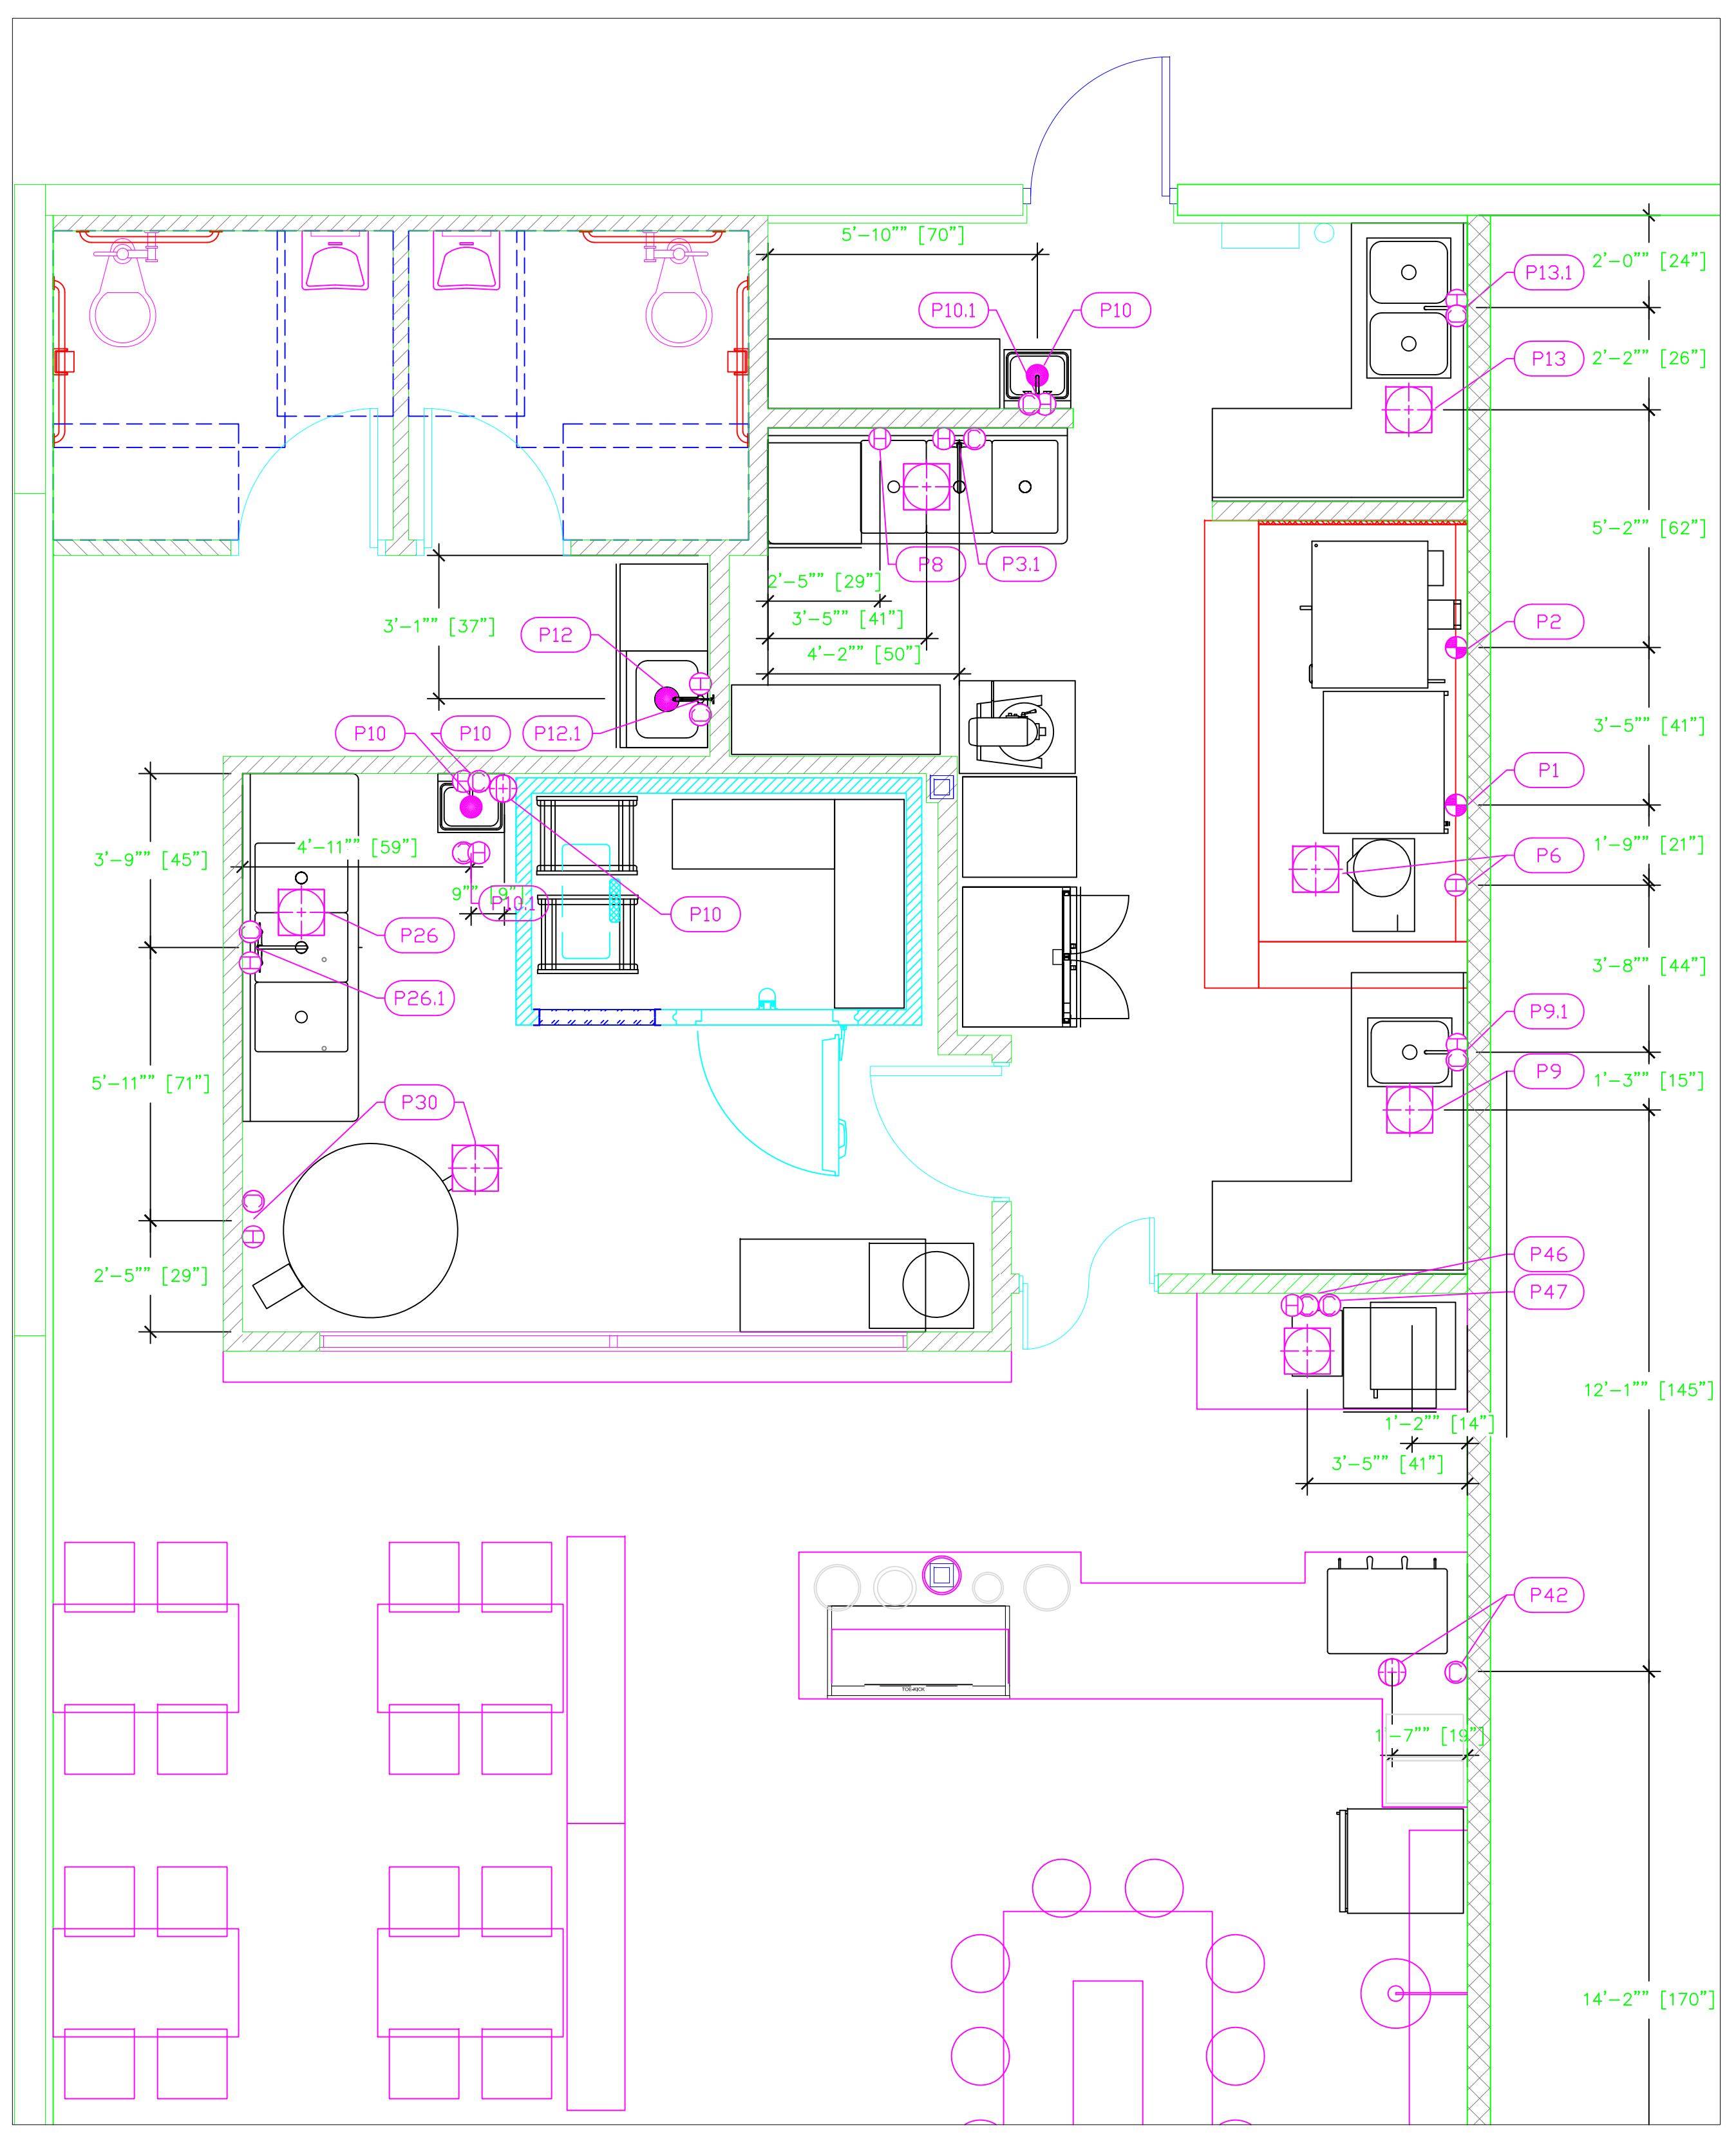 5'-10"" [70"]
2'-0"" [24"]
P13.1
P10.1
P10
P13
2'-2"" [26"]
5'-2"" [62"]
P8
P3.1
2'-5"" [29"]
3'-5"" [41"]
4'-2"" [50"]
3'-1"" [37"]
P12
P2
P10
P10
P12.1
3'-5"" [41"]
P1
4'-11"" [59"]
3'-9"" [45"]
1'-9"" [21"]
P6
9"" [9"]
P10.1
P10
P26
3'-8"" [44"]
P26.1
P9.1
P9
1'-3"" [15"]
5'-11"" [71"]
P30
P46
2'-5"" [29"]
P47
12'-1"" [145"]
1'-2"" [14"]
3'-5"" [41"]
P42
TOE-KICK
1'-7"" [19"]
14'-2"" [170"]